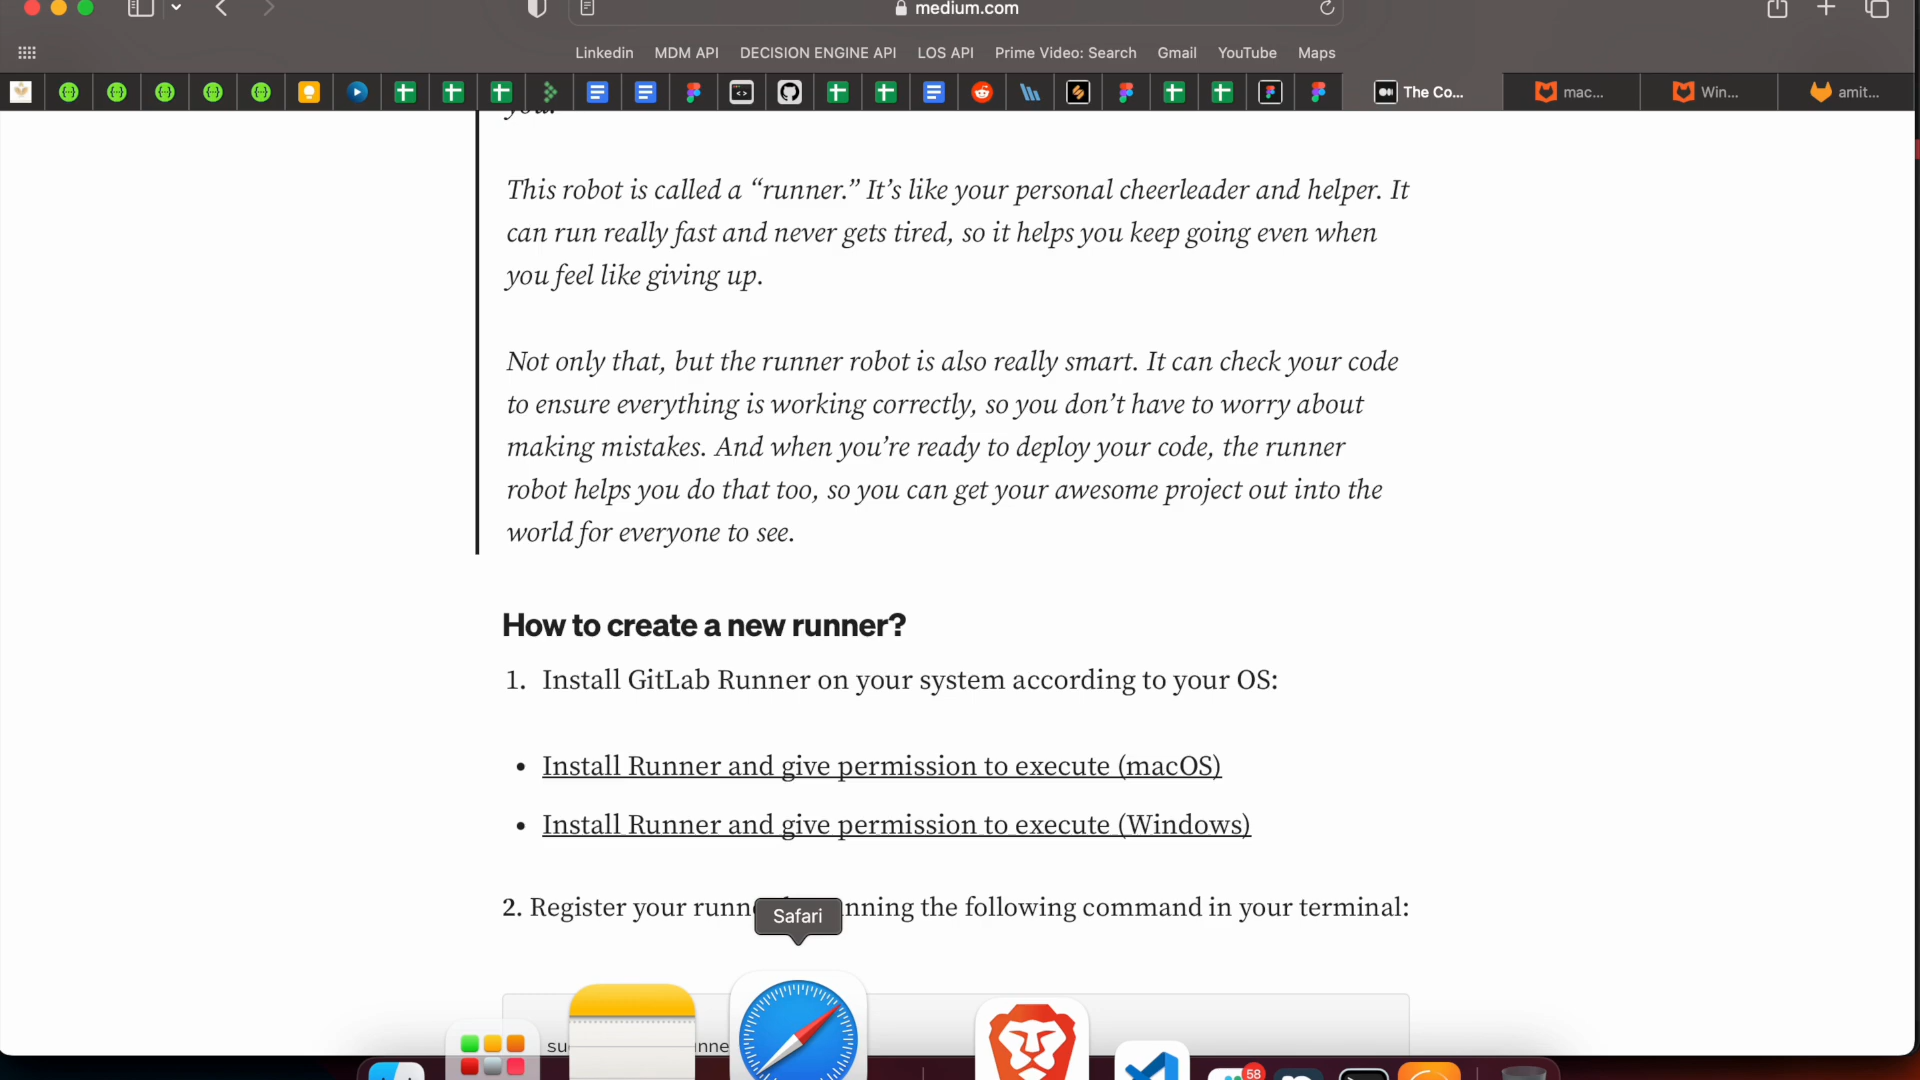 medium.com
Linkedin MDM API DECISION ENGINE API LOS API Prime Video: Search Gmail YouTube Maps
The Co... mac... Win... amit...
you.
This robot is called a “runner.” It’s like your personal cheerleader and helper. It
can run really fast and never gets tired, so it helps you keep going even when
you feel like giving up.
Not only that, but the runner robot is also really smart. It can check your code
to ensure everything is working correctly, so you don’t have to worry about
making mistakes. And when you’re ready to deploy your code, the runner
robot helps you do that too, so you can get your awesome project out into the
world for everyone to see.
How to create a new runner?
1. Install GitLab Runner on your system according to your OS:
• Install Runner and give permission to execute (macOS)
• Install Runner and give permission to execute (Windows)
2. Register your runn nning the following command in your terminal:
Safari
su nne
58